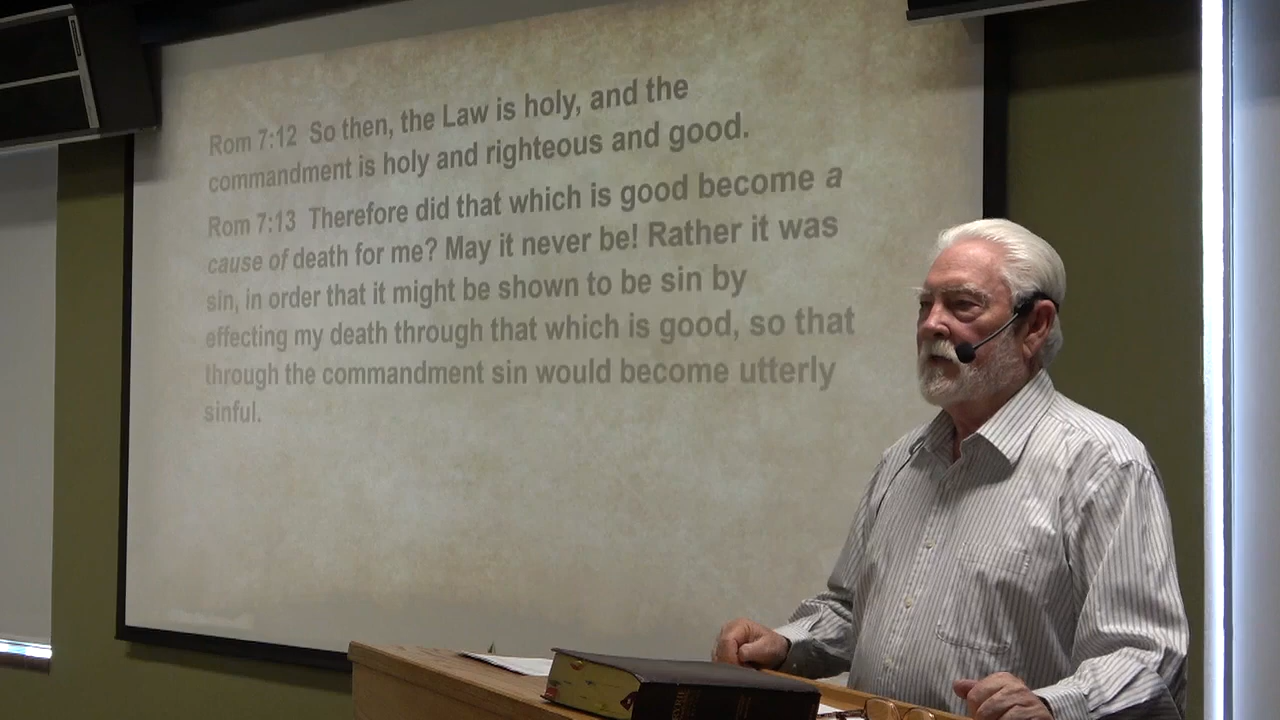 Rom 7:12 So then, the Law is holy, and the
commandment is holy and righteous and good.
Rom 7:13 Therefore did that which is good become a
cause of death for me? May it never be! Rather it was
sin, in order that it might be shown to be sin by
effecting my death through that which is good, so that
through the commandment sin would become utterly
sinful.